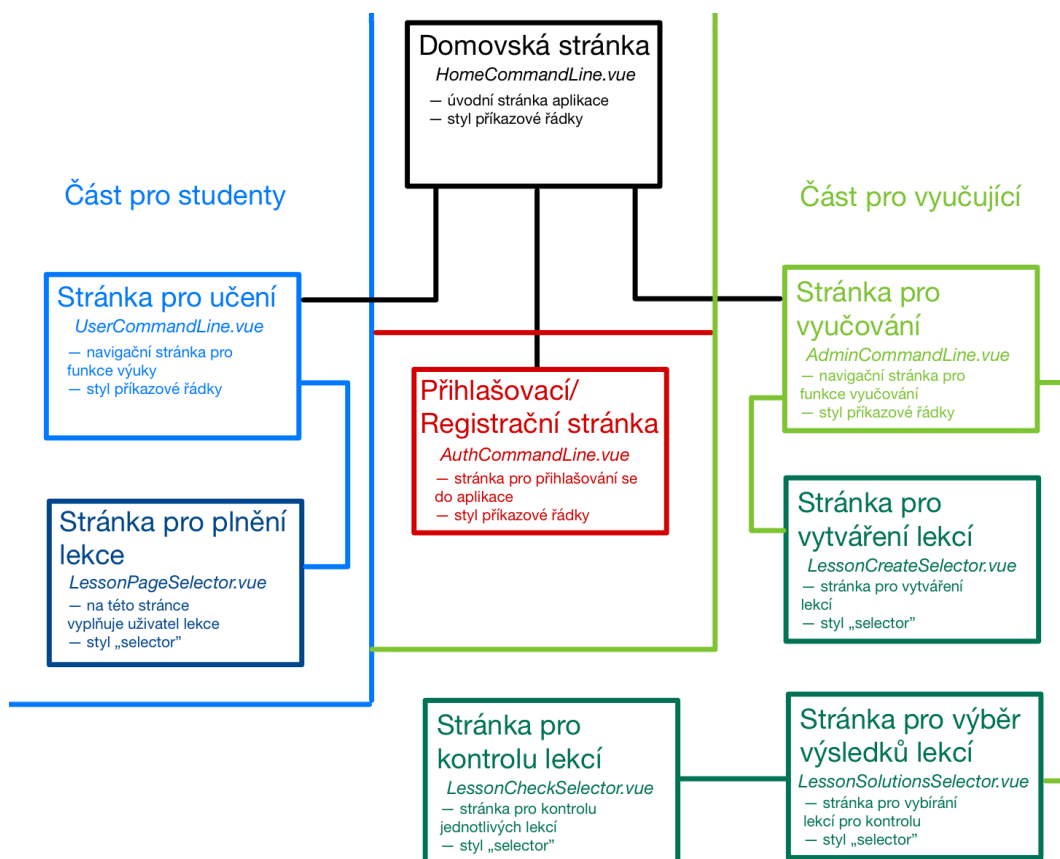 Domovská stránka
HomeCommandLine.vue
— úvodní stránka aplikace
— styl příkazové řádky
Část pro studenty
Část pro vyučující
Stránka pro učení
UserCommandLine.vue
— navigační stránka pro
funkce výuky
— styl příkazové řádky
Stránka pro
vyučování
AdminCommandLine.vue
— navigační stránka pro
funkce vyučování
— styl příkazové řádky
Přihlašovací/
Registrační stránka
AuthCommandLine.vue
— stránka pro přihlašování se
do aplikace
— styl příkazové řádky
Stránka pro plnění
lekce
LessonPageSelector.vue
— na této stránce
vyplňuje uživatel lekce
— styl „selector”
Stránka pro
vytváření lekcí
LessonCreateSelector.vue
— stránka pro vytváření
lekcí
— styl „selector”
Stránka pro
kontrolu lekcí
LessonCheckSelector.vue
— stránka pro kontrolu
jednotlivých lekcí
— styl „selector”
Stránka pro výběr
výsledků lekcí
LessonSolutionsSelector.vue
— stránka pro vybírání
lekcí pro kontrolu
— styl „selector”